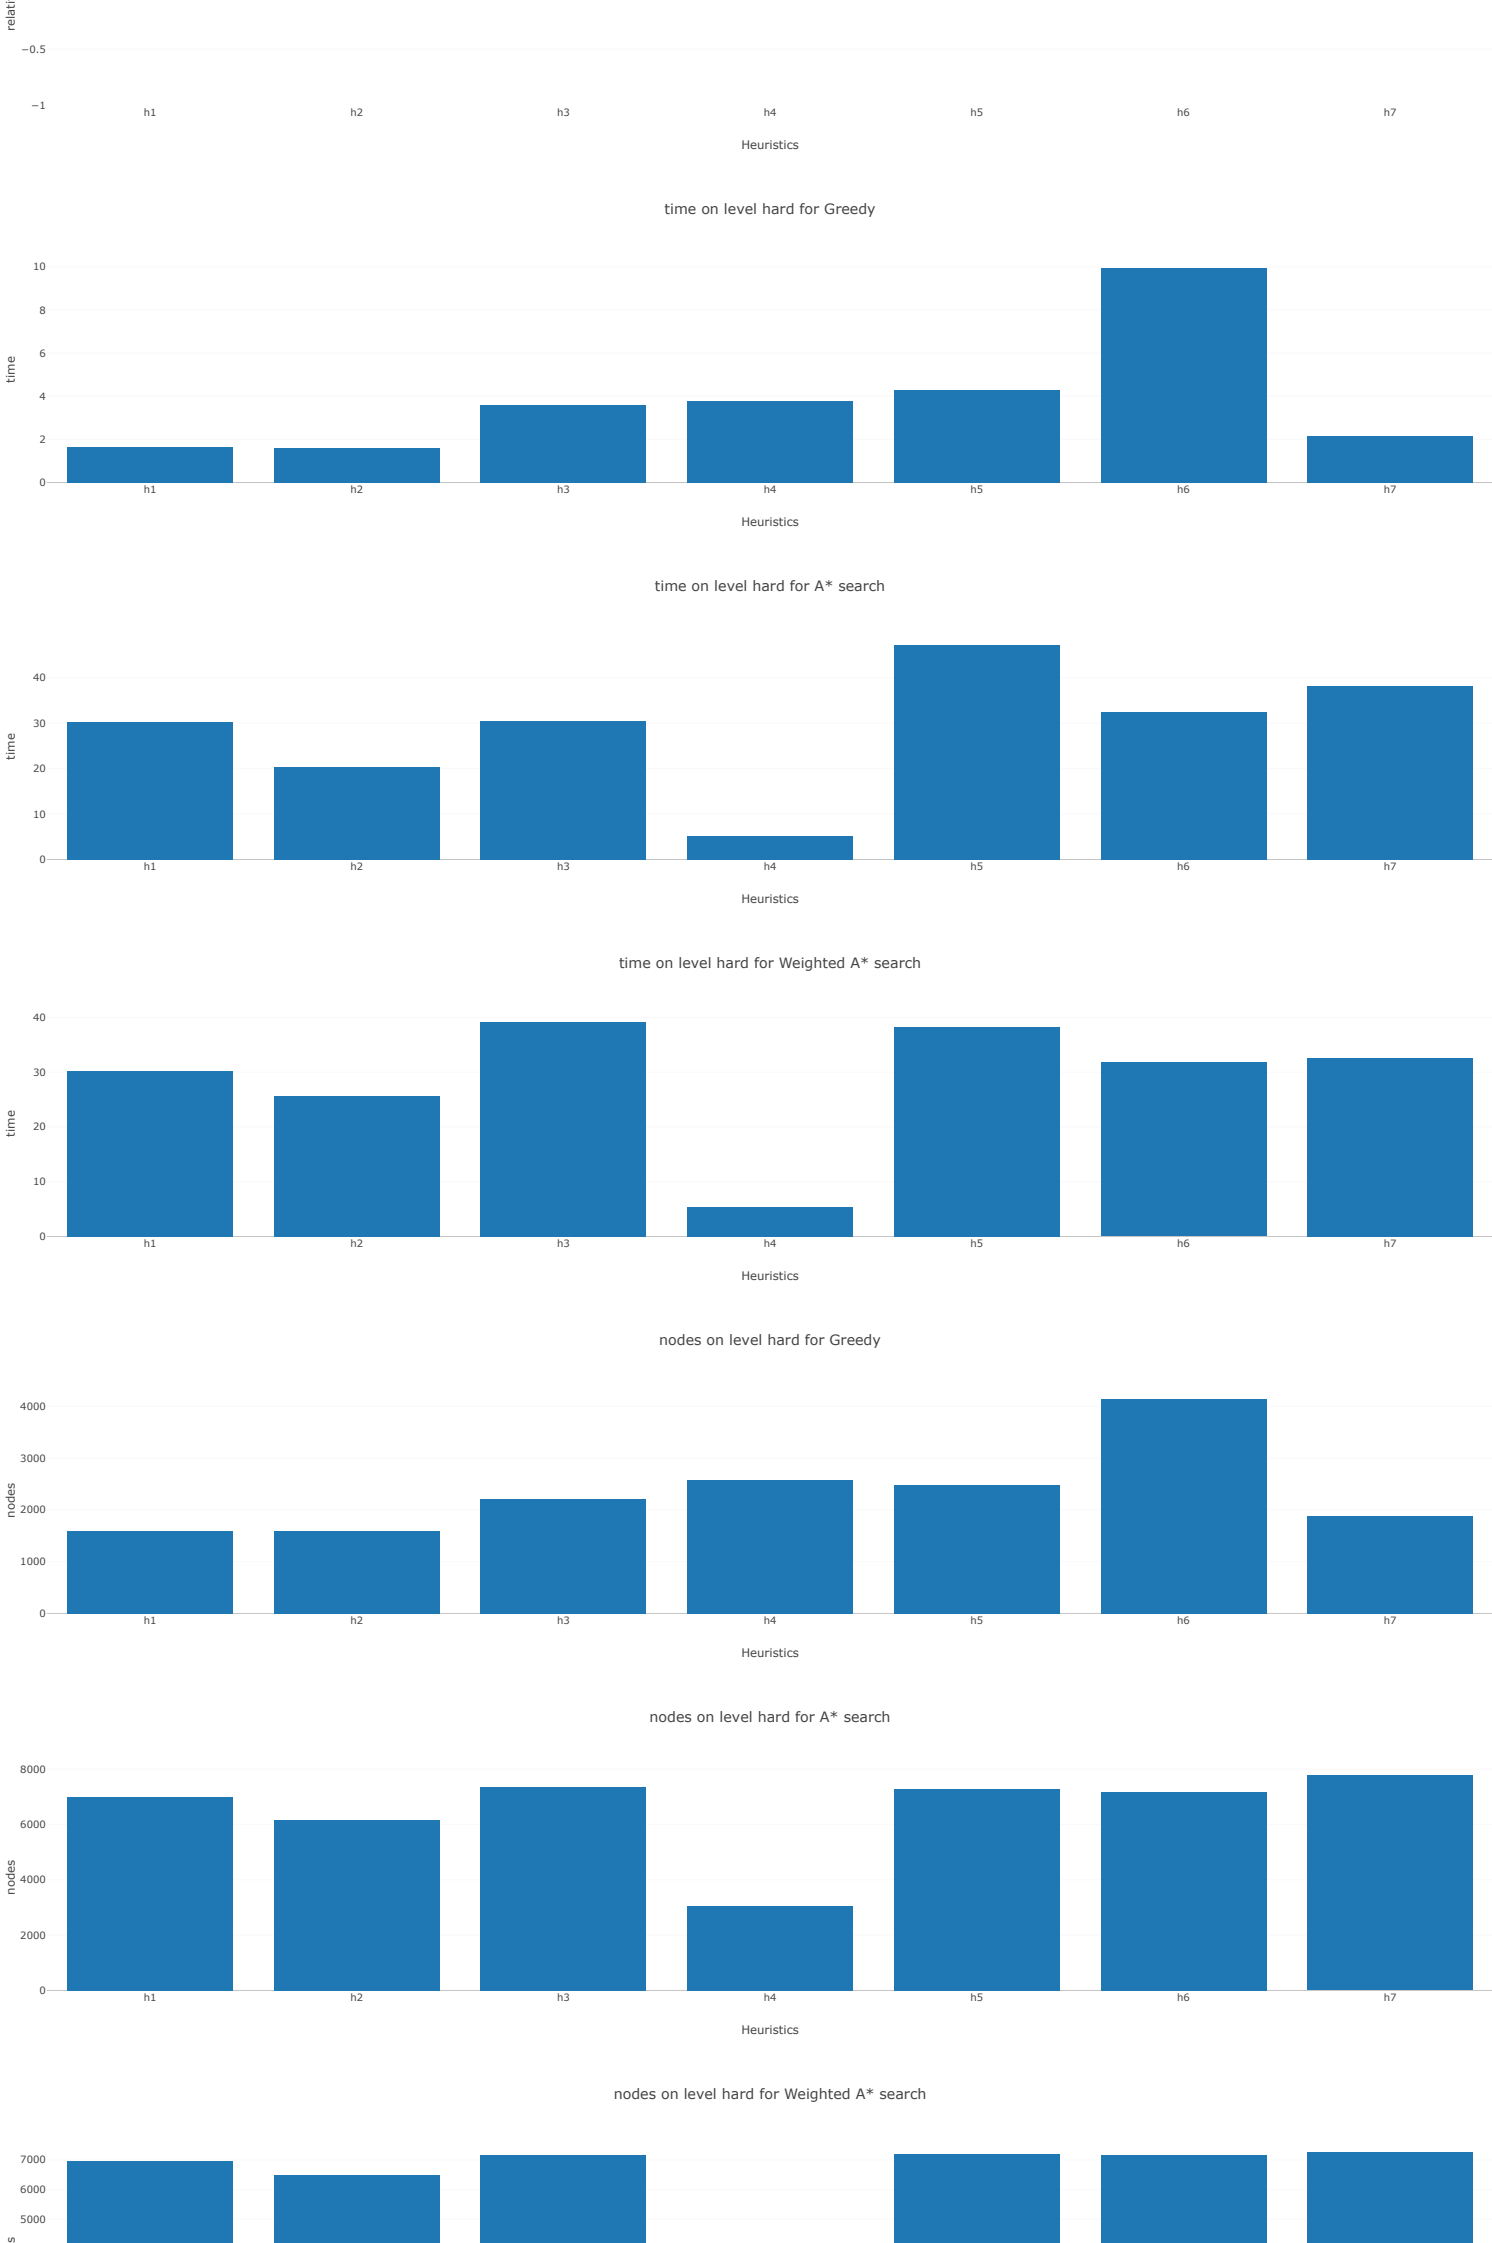 −0.5
−1
h1 h2 h3 h4 h5 h6 h7
Heuristics
time on level hard for Greedy
10
8
6
4
2
0
time
h1 h2 h3 h4 h5 h6 h7
Heuristics
time on level hard for A* search
40
30
20
10
0
time
h1 h2 h3 h4 h5 h6 h7
Heuristics
time on level hard for Weighted A* search
40
30
20
10
0
time
h1 h2 h3 h4 h5 h6 h7
Heuristics
nodes on level hard for Greedy
4000
3000
2000
1000
0
nodes
h1 h2 h3 h4 h5 h6 h7
Heuristics
nodes on level hard for A* search
8000
6000
4000
2000
0
nodes
h1 h2 h3 h4 h5 h6 h7
Heuristics
nodes on level hard for Weighted A* search
7000
6000
5000